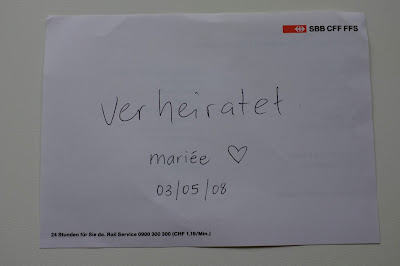 SBB CFF FFS
verheiratet
mariée ♡
03/05/08
24 Stunden für Sie da. Rail Service 0900 300 300 (CHF 1.19/Min.)